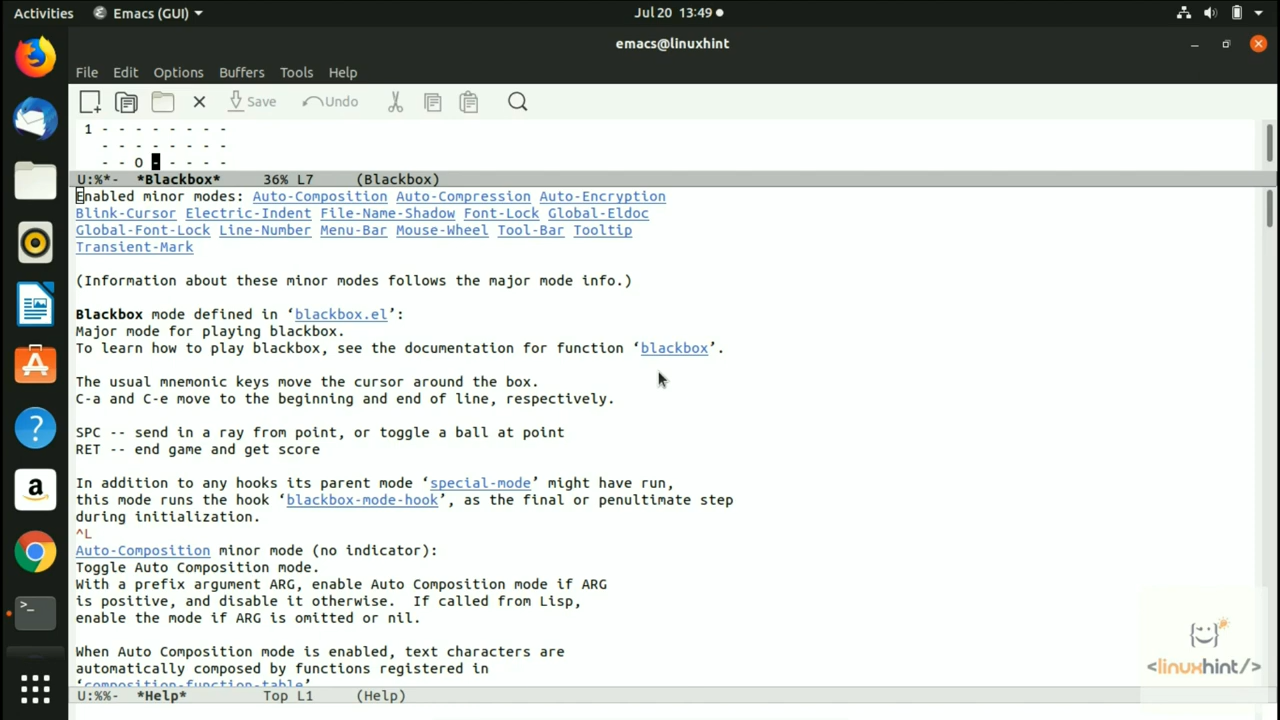 Activities Emacs (GUI) Jul 20 13:49
emacs@linuxhint
File Edit Options Buffers Tools Help
Save Undo
1 - - - - - - - -
- - - - - - - -
- - O - - - - -
U:%*- *Blackbox* 36% L7 (Blackbox)
Enabled minor modes: Auto-Composition Auto-Compression Auto-Encryption
Blink-Cursor Electric-Indent File-Name-Shadow Font-Lock Global-Eldoc
Global-Font-Lock Line-Number Menu-Bar Mouse-Wheel Tool-Bar Tooltip
Transient-Mark
(Information about these minor modes follows the major mode info.)
Blackbox mode defined in ‘blackbox.el’:
Major mode for playing blackbox.
To learn how to play blackbox, see the documentation for function ‘blackbox’.
The usual mnemonic keys move the cursor around the box.
C-a and C-e move to the beginning and end of line, respectively.
SPC -- send in a ray from point, or toggle a ball at point
RET -- end game and get score
In addition to any hooks its parent mode ‘special-mode’ might have run,
this mode runs the hook ‘blackbox-mode-hook’, as the final or penultimate step
during initialization.
^L
Auto-Composition minor mode (no indicator):
Toggle Auto Composition mode.
With a prefix argument ARG, enable Auto Composition mode if ARG
is positive, and disable it otherwise.  If called from Lisp,
enable the mode if ARG is omitted or nil.
When Auto Composition mode is enabled, text characters are
automatically composed by functions registered in
‘composition-function-table’
U:%%- *Help* Top L1 (Help)
<linuxhint/>